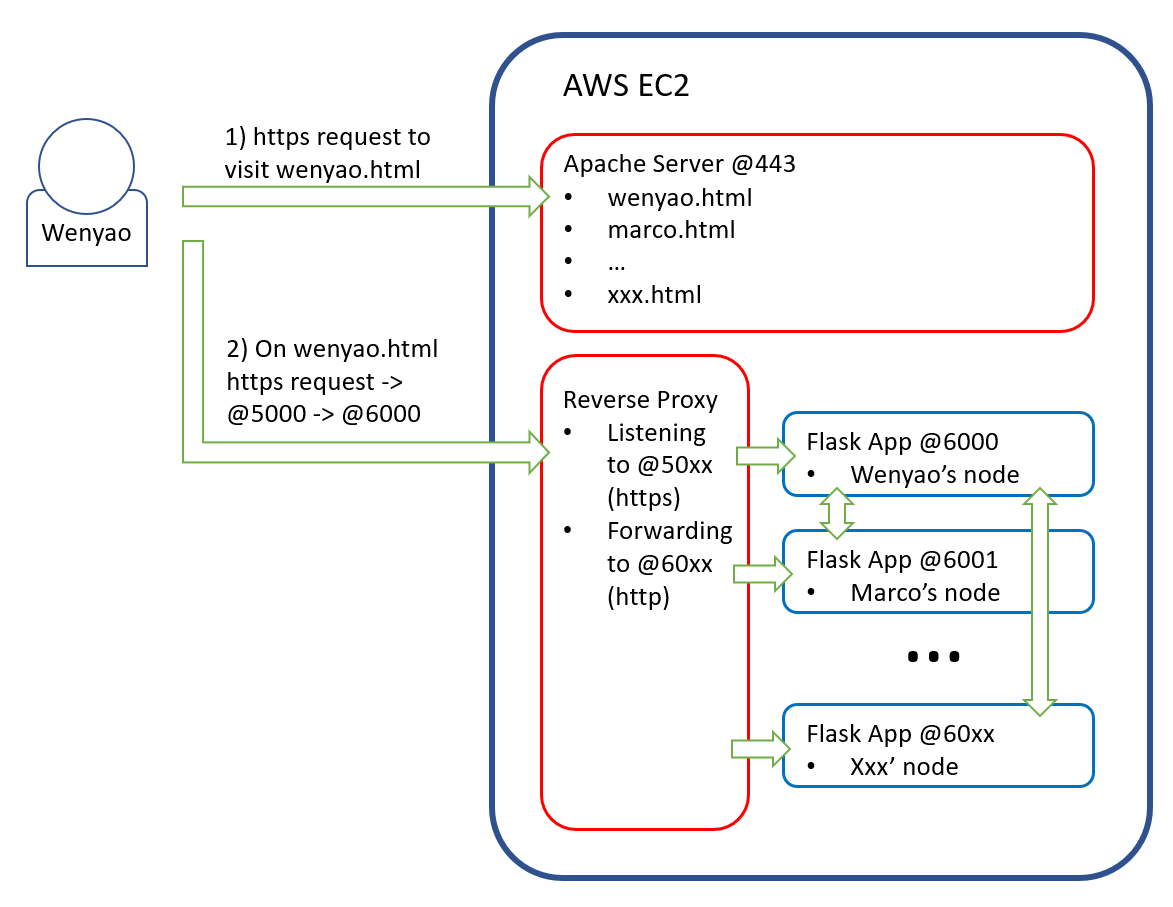 AWS EC2
1) https request to
visit wenyao.html
Wenyao
Apache Server @443
• wenyao.html
• marco.html
• ...
• xxx.html
2) On wenyao.html
https request ->
@5000 -> @6000
Reverse Proxy
• Listening
to @50xx
(https)
• Forwarding
to @60xx
(http)
Flask App @6000
• Wenyao’s node
Flask App @6001
• Marco’s node
...
Flask App @60xx
• Xxx’ node